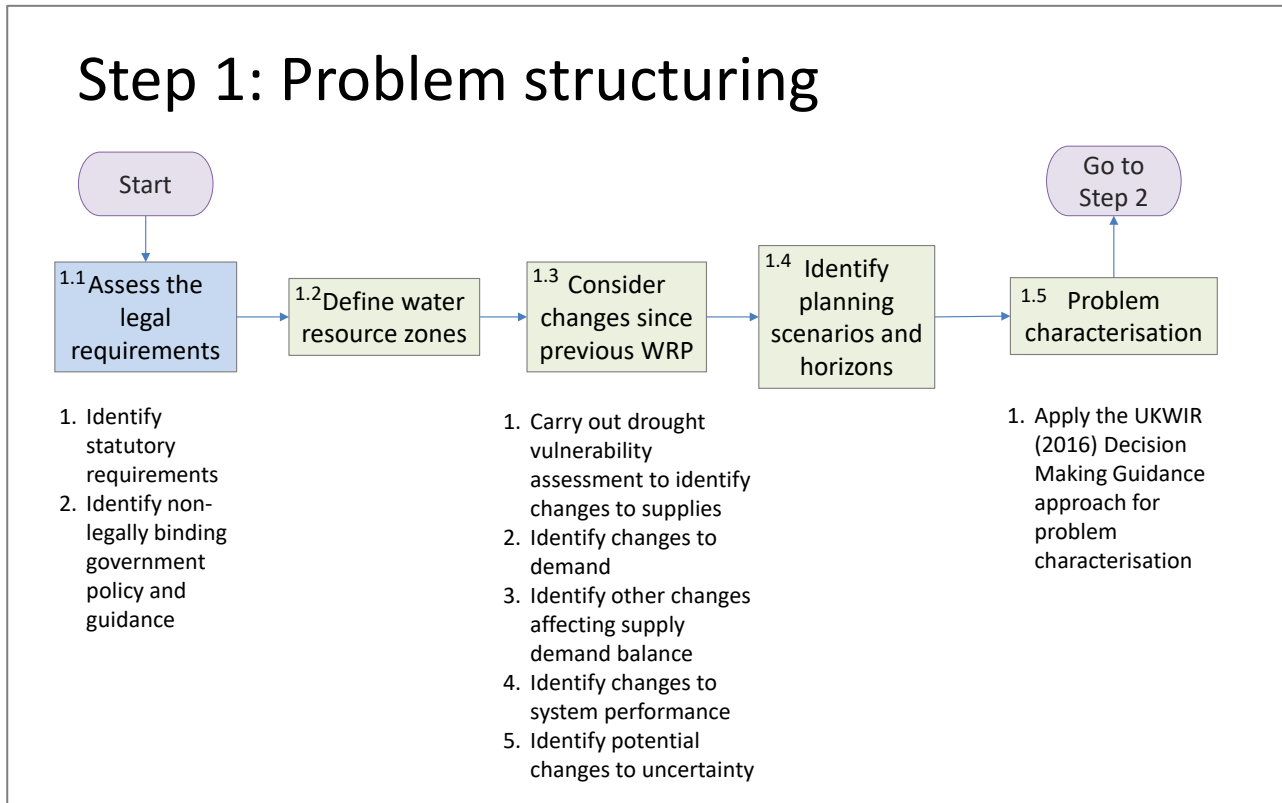 Step 1: Problem structuring
Start
Go to
Step 2
1.1 Assess the
legal
requirements
1.2 Define water
resource zones
1.3 Consider
changes since
previous WRP
1.4 Identify
planning
scenarios and
horizons
1.5 Problem
characterisation
1. Identify
statutory
requirements
2. Identify non-
legally binding
government
policy and
guidance
1. Carry out drought
vulnerability
assessment to identify
changes to supplies
2. Identify changes to
demand
3. Identify other changes
affecting supply
demand balance
4. Identify changes to
system performance
5. Identify potential
changes to uncertainty
1. Apply the UKWIR
(2016) Decision
Making Guidance
approach for
problem
characterisation